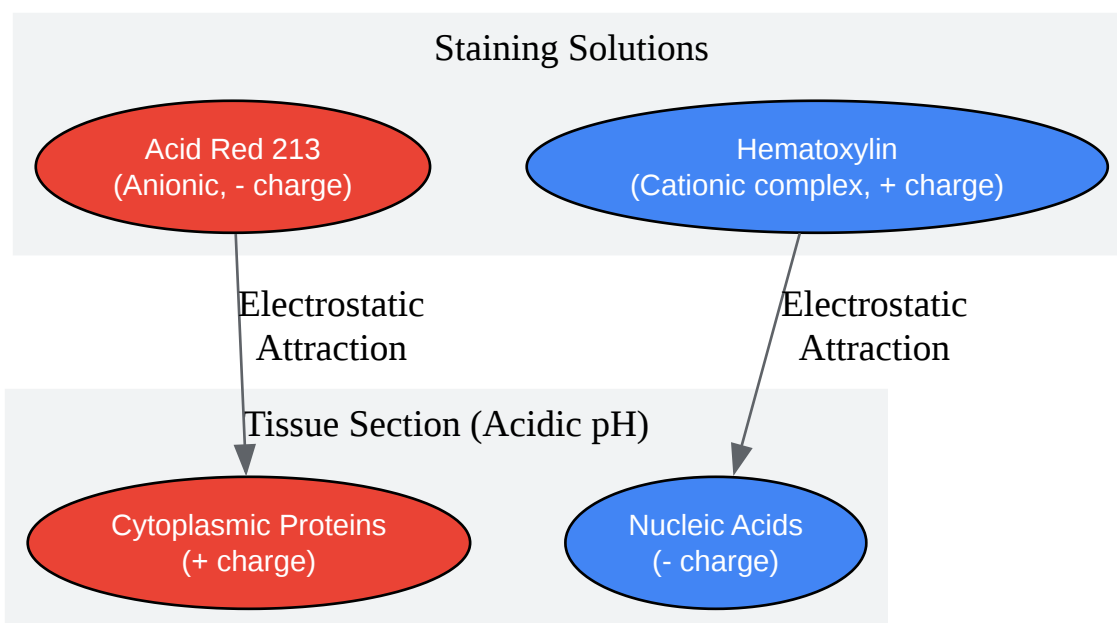 Staining Solutions
Acid Red 213
(Anionic, - charge)
Hematoxylin
(Cationic complex, + charge)
Electrostatic
Attraction
Electrostatic
Attraction
Tissue Section (Acidic pH)
Cytoplasmic Proteins
(+ charge)
Nucleic Acids
(- charge)